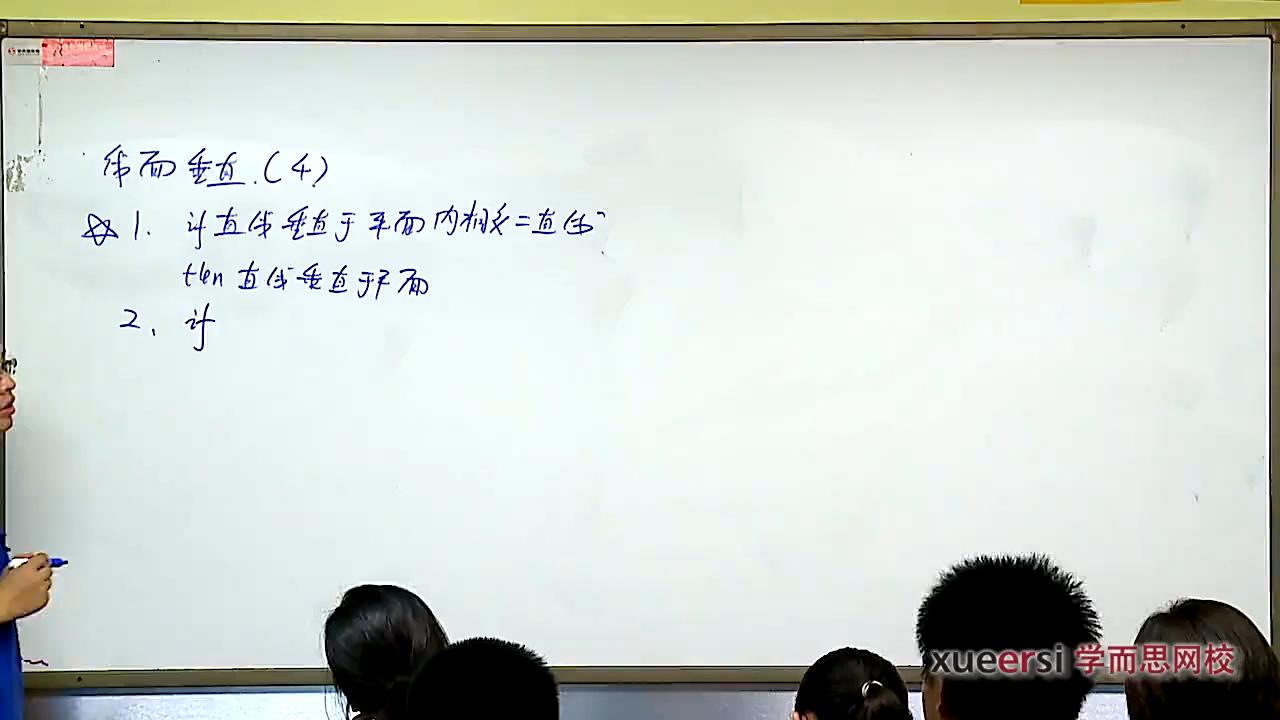 线面垂直.(4)
☆1. if 直线垂直于平面内相交二直线
then 直线垂直于平面
2. if
xueersi 学而思网校